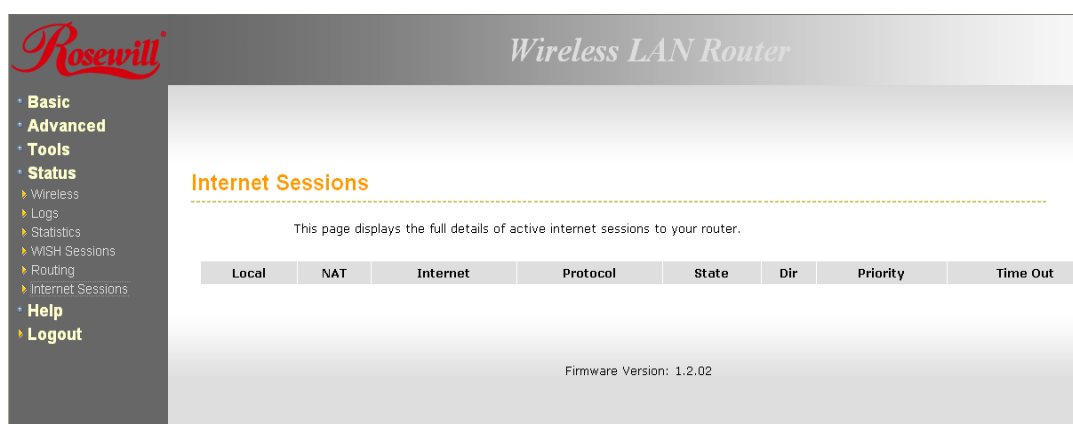 Rosewill®
Wireless LAN Router
Basic
Advanced
Tools
Status
Wireless
Logs
Statistics
WISH Sessions
Routing
Internet Sessions
Help
Logout
Internet Sessions
This page displays the full details of active internet sessions to your router.
Local NAT Internet Protocol State Dir Priority Time Out
Firmware Version: 1.2.02